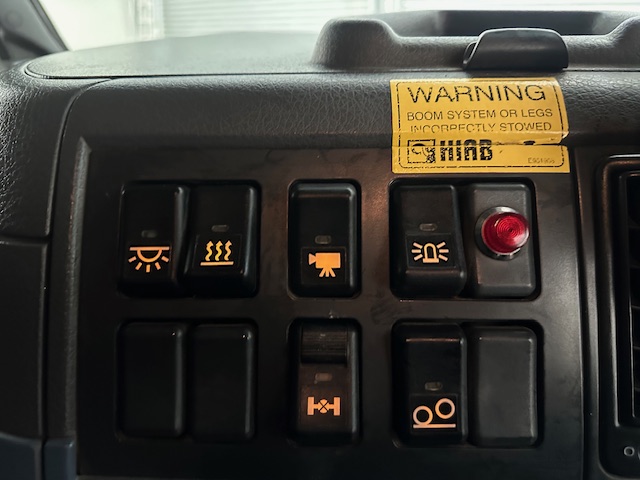 WARNING
BOOM SYSTEM OR LEGS
INCORRECTLY STOWED
HIAB